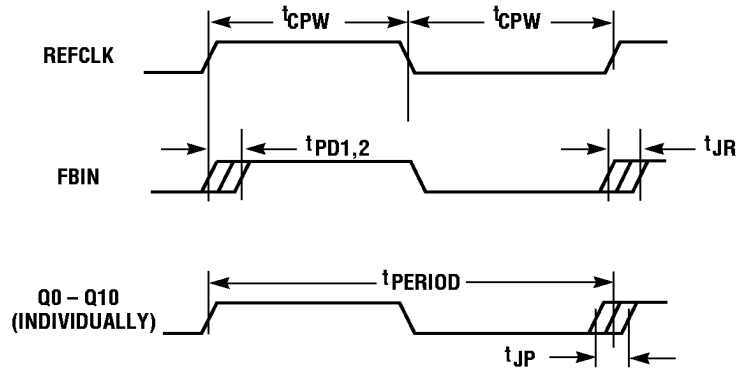 tCPW tCPW
REFCLK
tPD1,2 tJR
FBIN
tPERIOD
Q0 – Q10
(INDIVIDUALLY)
tJP